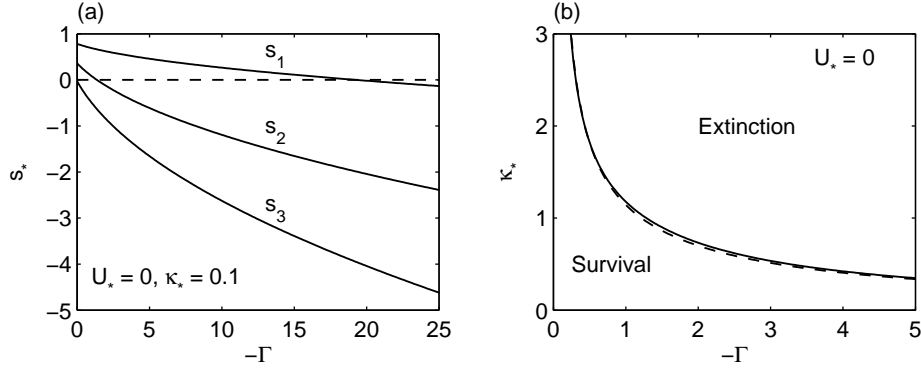 (a)
1
0
−1
−2
−3
−4
−5
s*
s1
s2
s3
U* = 0, κ* = 0.1
0 5 10 15 20 25
−Γ
(b)
3
2
1
0
κ*
U* = 0
Extinction
Survival
0 1 2 3 4 5
−Γ